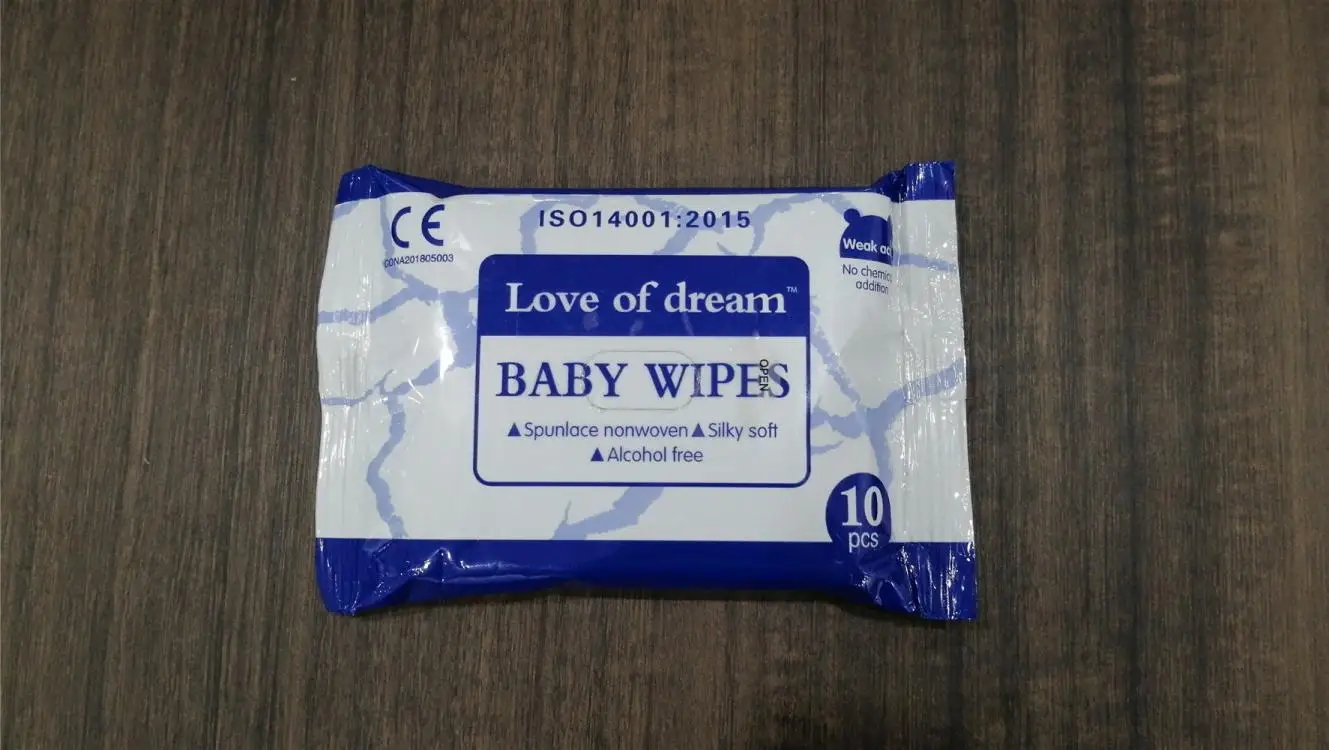 CE
ISO14001:2015
CONA201805003
Weak
No
addition
Love of dream™
BABY WIPES
OPEN
▲Spunlace nonwoven ▲Silky soft
▲Alcohol free
10
pcs